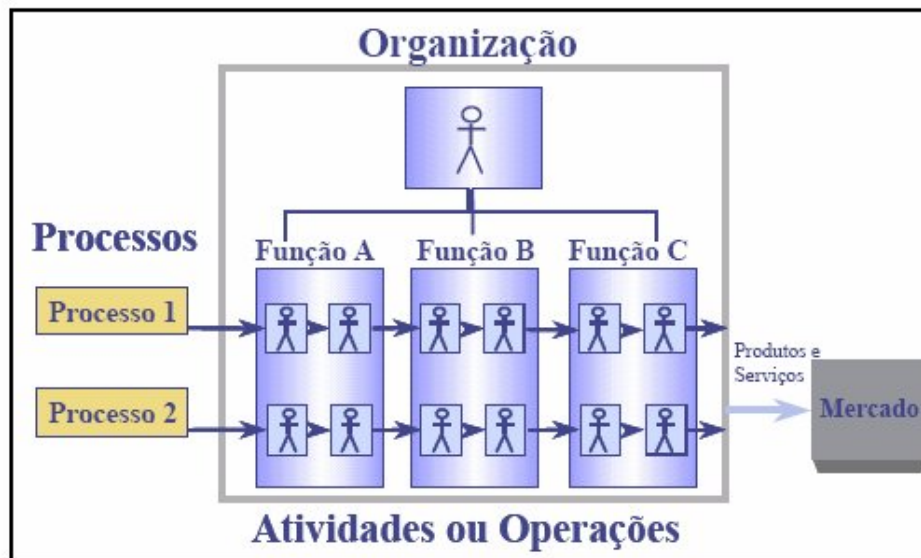 Organização
Processos
Função A
Função B
Função C
Processo 1
Processo 2
Produtos e
Serviços
Mercado
Atividades ou Operações